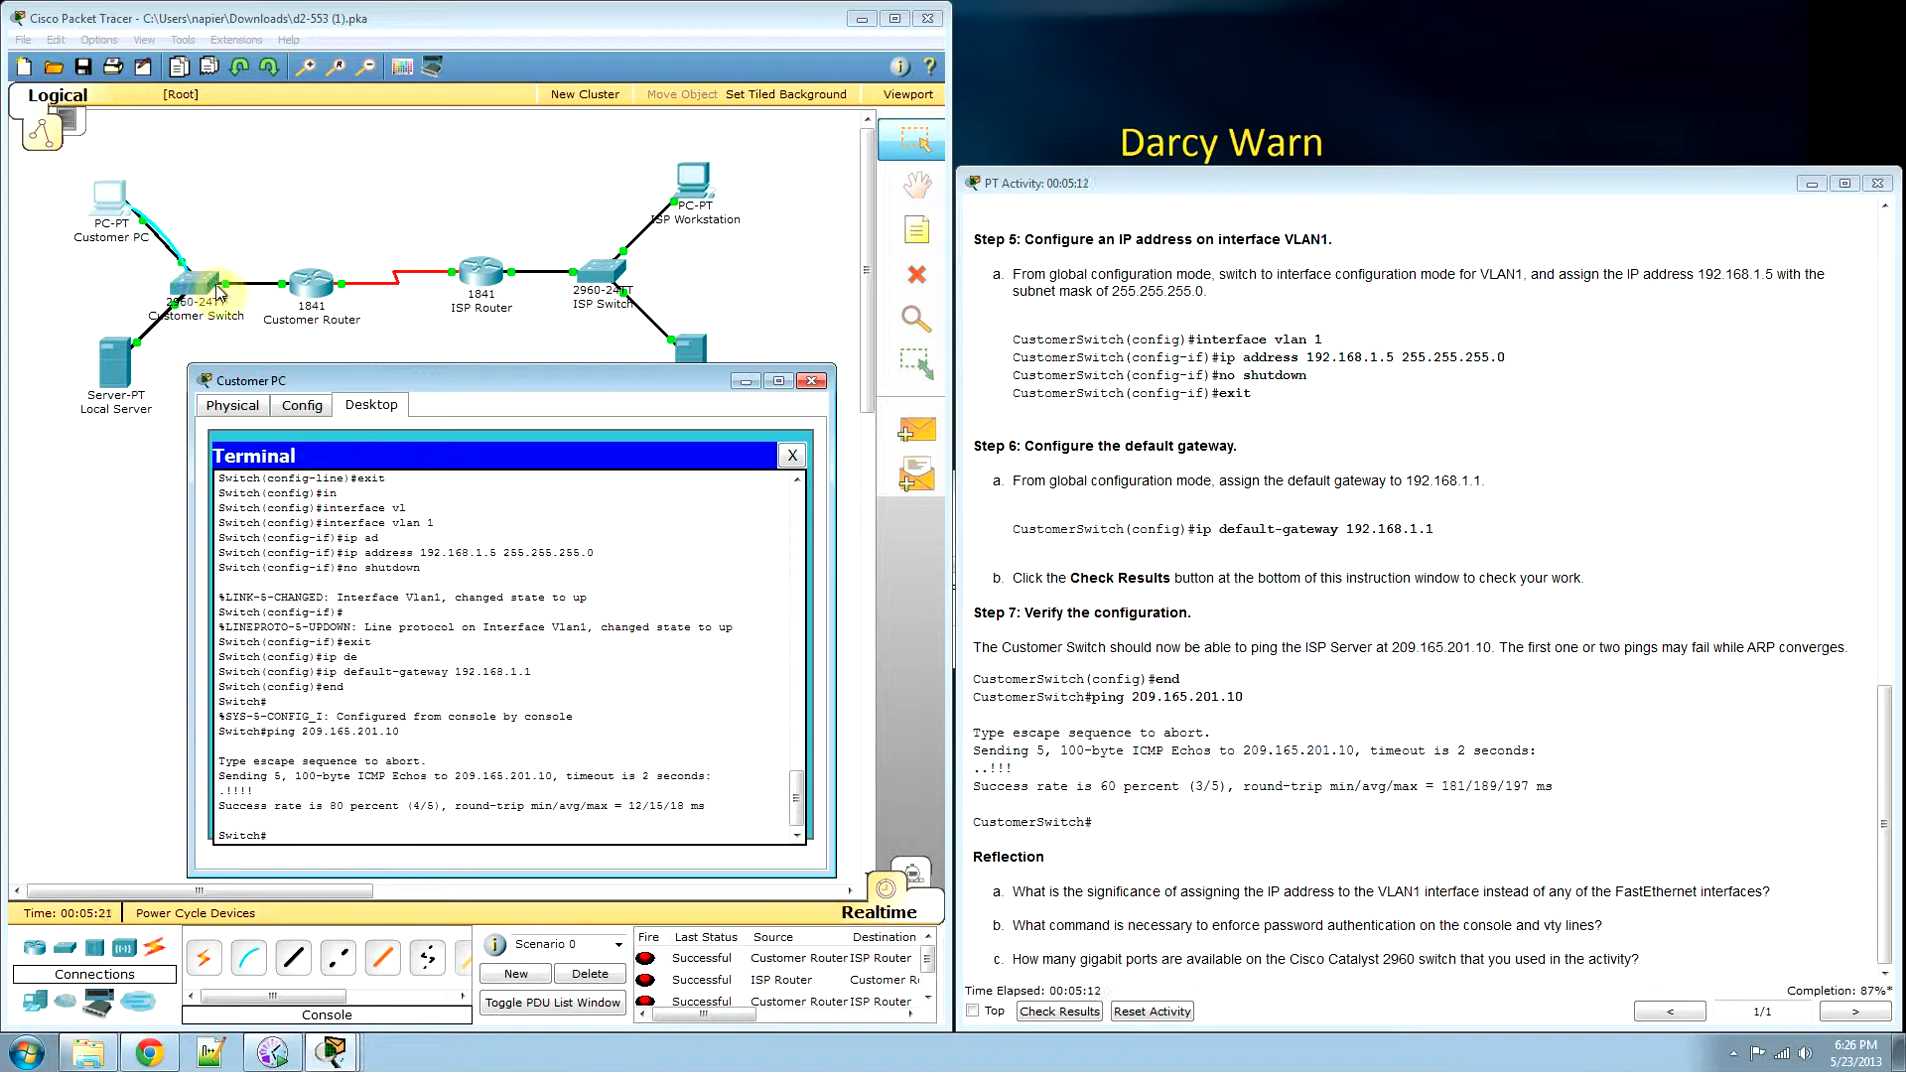 Cisco Packet Tracer - C:\Users\napier\Downloads\d2-553 (1).pka
File Edit Options View Tools Extensions Help
Logical
[Root]
New Cluster
Move Object
Set Tiled Background
Viewport
PC-PT
Customer PC
Customer Switch
1841
Customer Router
1841
ISP Router
2960-24TT
ISP Switch
PC-PT
ISP Workstation
Server-PT
Local Server
Customer PC
Physical
Config
Desktop
Terminal
X
Switch(config-line)#exit
Switch(config)#in
Switch(config)#interface vl
Switch(config)#interface vlan 1
Switch(config-if)#ip ad
Switch(config-if)#ip address 192.168.1.5 255.255.255.0
Switch(config-if)#no shutdown
%LINK-5-CHANGED: Interface Vlan1, changed state to up
Switch(config-if)#
%LINEPROTO-5-UPDOWN: Line protocol on Interface Vlan1, changed state to up
Switch(config-if)#exit
Switch(config)#ip de
Switch(config)#ip default-gateway 192.168.1.1
Switch(config)#end
Switch#
%SYS-5-CONFIG_I: Configured from console by console
Switch#ping 209.165.201.10
Type escape sequence to abort.
Sending 5, 100-byte ICMP Echos to 209.165.201.10, timeout is 2 seconds:
.!!!!
Success rate is 80 percent (4/5), round-trip min/avg/max = 12/15/18 ms
Switch#
Time: 00:05:21
Power Cycle Devices
Realtime
Connections
Console
Scenario 0
New
Delete
Toggle PDU List Window
Fire Last Status Source Destination
Successful Customer Router ISP Router
Successful ISP Router Customer R
Successful Customer Router ISP Router
Darcy Warn
PT Activity: 00:05:12
Step 5: Configure an IP address on interface VLAN1.
a. From global configuration mode, switch to interface configuration mode for VLAN1, and assign the IP address 192.168.1.5 with the
subnet mask of 255.255.255.0.
CustomerSwitch(config)#interface vlan 1
CustomerSwitch(config-if)#ip address 192.168.1.5 255.255.255.0
CustomerSwitch(config-if)#no shutdown
CustomerSwitch(config-if)#exit
Step 6: Configure the default gateway.
a. From global configuration mode, assign the default gateway to 192.168.1.1.
CustomerSwitch(config)#ip default-gateway 192.168.1.1
b. Click the Check Results button at the bottom of this instruction window to check your work.
Step 7: Verify the configuration.
The Customer Switch should now be able to ping the ISP Server at 209.165.201.10. The first one or two pings may fail while ARP converges.
CustomerSwitch(config)#end
CustomerSwitch#ping 209.165.201.10
Type escape sequence to abort.
Sending 5, 100-byte ICMP Echos to 209.165.201.10, timeout is 2 seconds:
..!!!
Success rate is 60 percent (3/5), round-trip min/avg/max = 181/189/197 ms
CustomerSwitch#
Reflection
a. What is the significance of assigning the IP address to the VLAN1 interface instead of any of the FastEthernet interfaces?
b. What command is necessary to enforce password authentication on the console and vty lines?
c. How many gigabit ports are available on the Cisco Catalyst 2960 switch that you used in the activity?
Time Elapsed: 00:05:12
Completion: 87%*
Top
Check Results
Reset Activity
<
1/1
>
6:26 PM
5/23/2013